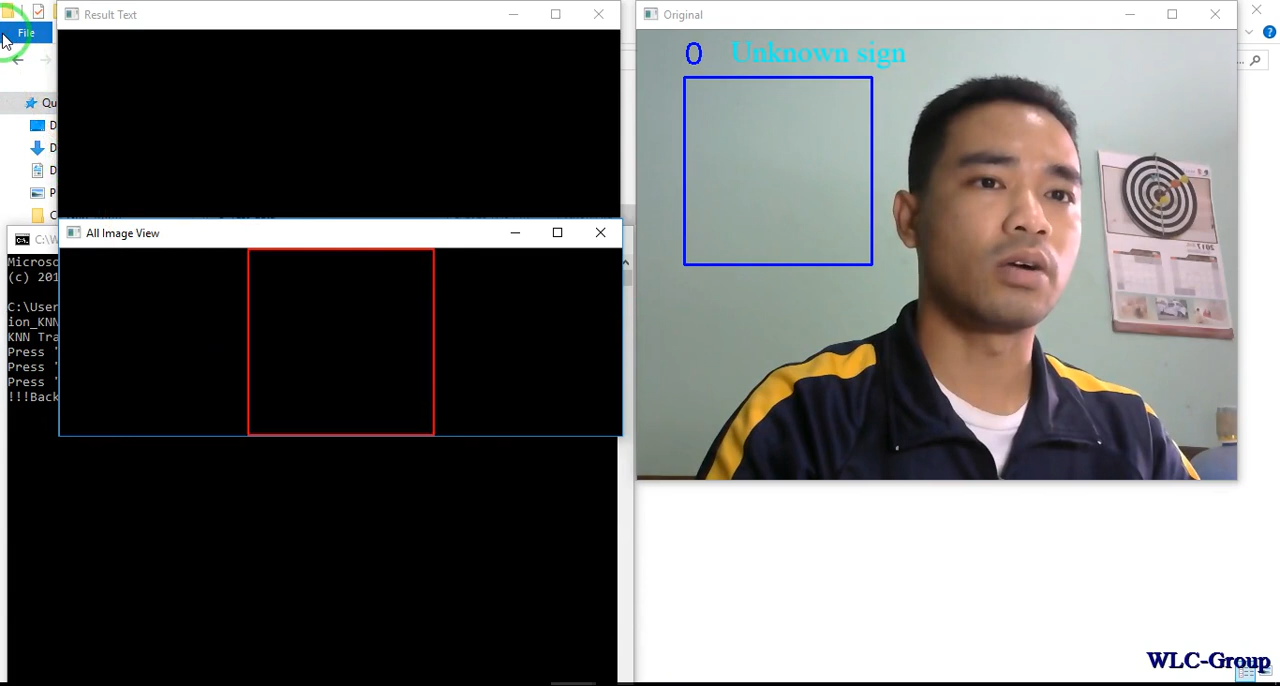 Result Text
Original
File
0 Unknown sign
Qu
D
D
D
P
C
All Image View
C:\W
Microso
(c) 201
C:\User
ion_KNN
KNN Tra
Press '
Press '
Press '
!!!Back
WLC-Group